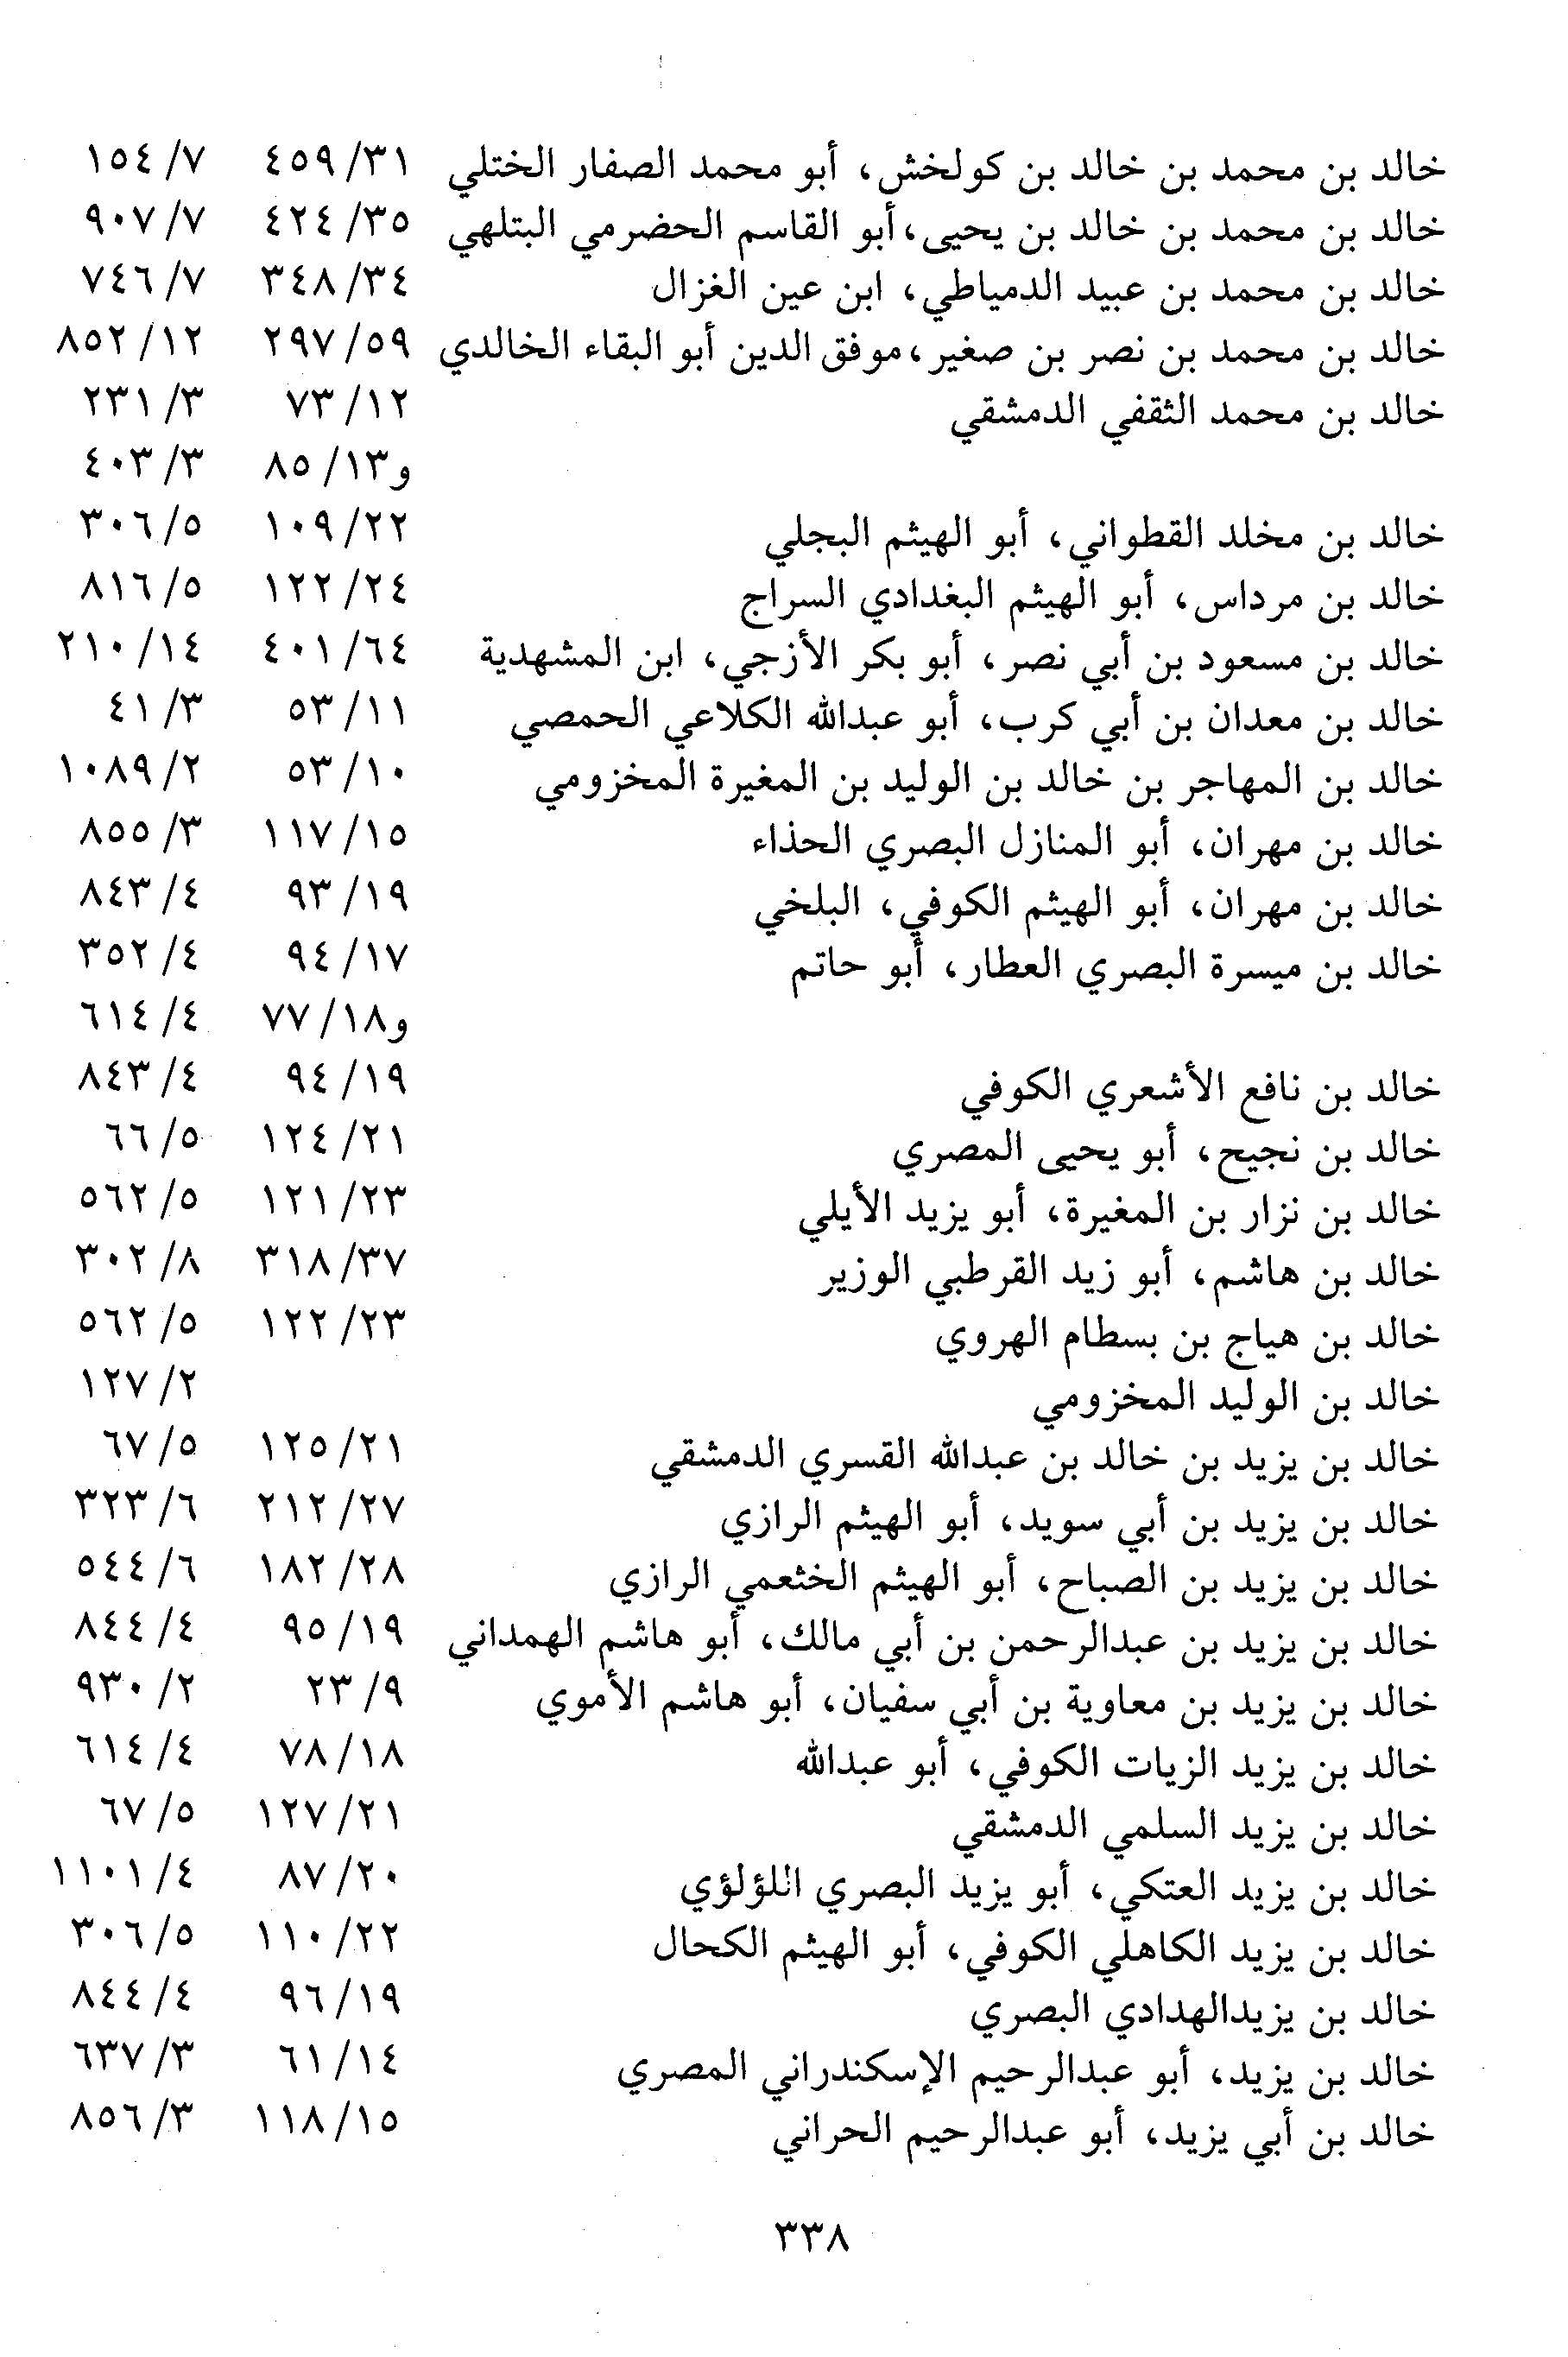 خالد بن محمد بن خالد بن كولخش، أبو محمد الصفار الختلي ٣١/ ٤٥٩ ٧/ ١٥٤
خالد بن محمد بن خالد بن يحيى، أبو القاسم الحضرمي البتلهي ٣٥/ ٤٢٤ ٧/ ٩٠٧
خالد بن محمد بن عبيد الدمياطي، ابن عين الغزال ٣٤/ ٣٤٨ ٧/ ٧٤٦
خالد بن محمد بن نصر بن صغير، موفق الدين أبو البقاء الخالدي ٥٩/ ٢٩٧ ١٢/ ٨٥٢
خالد بن محمد الثقفي الدمشقي ١٢/ ٧٣ ٣/ ٢٣١
و١٣/ ٨٥ ٣/ ٤٠٣
خالد بن مخلد القطواني، أبو الهيثم البجلي ٢٢/ ١٠٩ ٥/ ٣٠٦
خالد بن مرداس، أبو الهيثم البغدادي السراج ٢٤/ ١٢٢ ٥/ ٨١٦
خالد بن مسعود بن أبي نصر، أبو بكر الأزجي، ابن المشهدية ٦٤/ ٤٠١ ١٤/ ٢١٠
خالد بن معدان بن أبي كرب، أبو عبدالله الكلاعي الحمصي ١١/ ٥٣ ٣/ ٤١
خالد بن المهاجر بن خالد بن الوليد بن المغيرة المخزومي ١٠/ ٥٣ ٢/ ١٠٨٩
خالد بن مهران، أبو المنازل البصري الحذاء ١٥/ ١١٧ ٣/ ٨٥٥
خالد بن مهران، أبو الهيثم الكوفي، البلخي ١٩/ ٩٣ ٤/ ٨٤٣
خالد بن ميسرة البصري العطار، أبو حاتم ١٧/ ٩٤ ٤/ ٣٥٢
و١٨/ ٧٧ ٤/ ٦١٤
خالد بن نافع الأشعري الكوفي ١٩/ ٩٤ ٤/ ٨٤٣
خالد بن نجيح، أبو يحيى المصري ٢١/ ١٢٤ ٥/ ٦٦
خالد بن نزار بن المغيرة، أبو يزيد الأيلي ٢٣/ ١٢١ ٥/ ٥٦٢
خالد بن هاشم، أبو زيد القرطبي الوزير ٣٧/ ٣١٨ ٨/ ٣٠٢
خالد بن هياج بن بسطام الهروي ٢٣/ ١٢٢ ٥/ ٥٦٢
خالد بن الوليد المخزومي ٢/ ١٢٧
خالد بن يزيد بن خالد بن عبدالله القسري الدمشقي ٢١/ ١٢٥ ٥/ ٦٧
خالد بن يزيد بن أبي سويد، أبو الهيثم الرازي ٢٧/ ٢١٢ ٦/ ٣٢٣
خالد بن يزيد بن الصباح، أبو الهيثم الخثعمي الرازي ٢٨/ ١٨٢ ٦/ ٥٤٤
خالد بن يزيد بن عبدالرحمن بن أبي مالك، أبو هاشم الهمداني ١٩/ ٩٥ ٤/ ٨٤٤
خالد بن يزيد بن معاوية بن أبي سفيان، أبو هاشم الأموي ٩/ ٢٣ ٢/ ٩٣٠
خالد بن يزيد الزيات الكوفي، أبو عبدالله ١٨/ ٧٨ ٤/ ٦١٤
خالد بن يزيد السلمي الدمشقي ٢١/ ١٢٧ ٥/ ٦٧
خالد بن يزيد العتكي، أبو يزيد البصري اللؤلؤي ٢٠/ ٨٧ ٤/ ١١٠١
خالد بن يزيد الكاهلي الكوفي، أبو الهيثم الكحال ٢٢/ ١١٠ ٥/ ٣٠٦
خالد بن يزيدالهدادي البصري ١٩/ ٩٦ ٤/ ٨٤٤
خالد بن يزيد، أبو عبدالرحيم الإسكندراني المصري ١٤/ ٦١ ٣/ ٦٣٧
خالد بن أبي يزيد، أبو عبدالرحيم الحراني ١٥/ ١١٨ ٣/ ٨٥٦
٣٣٨